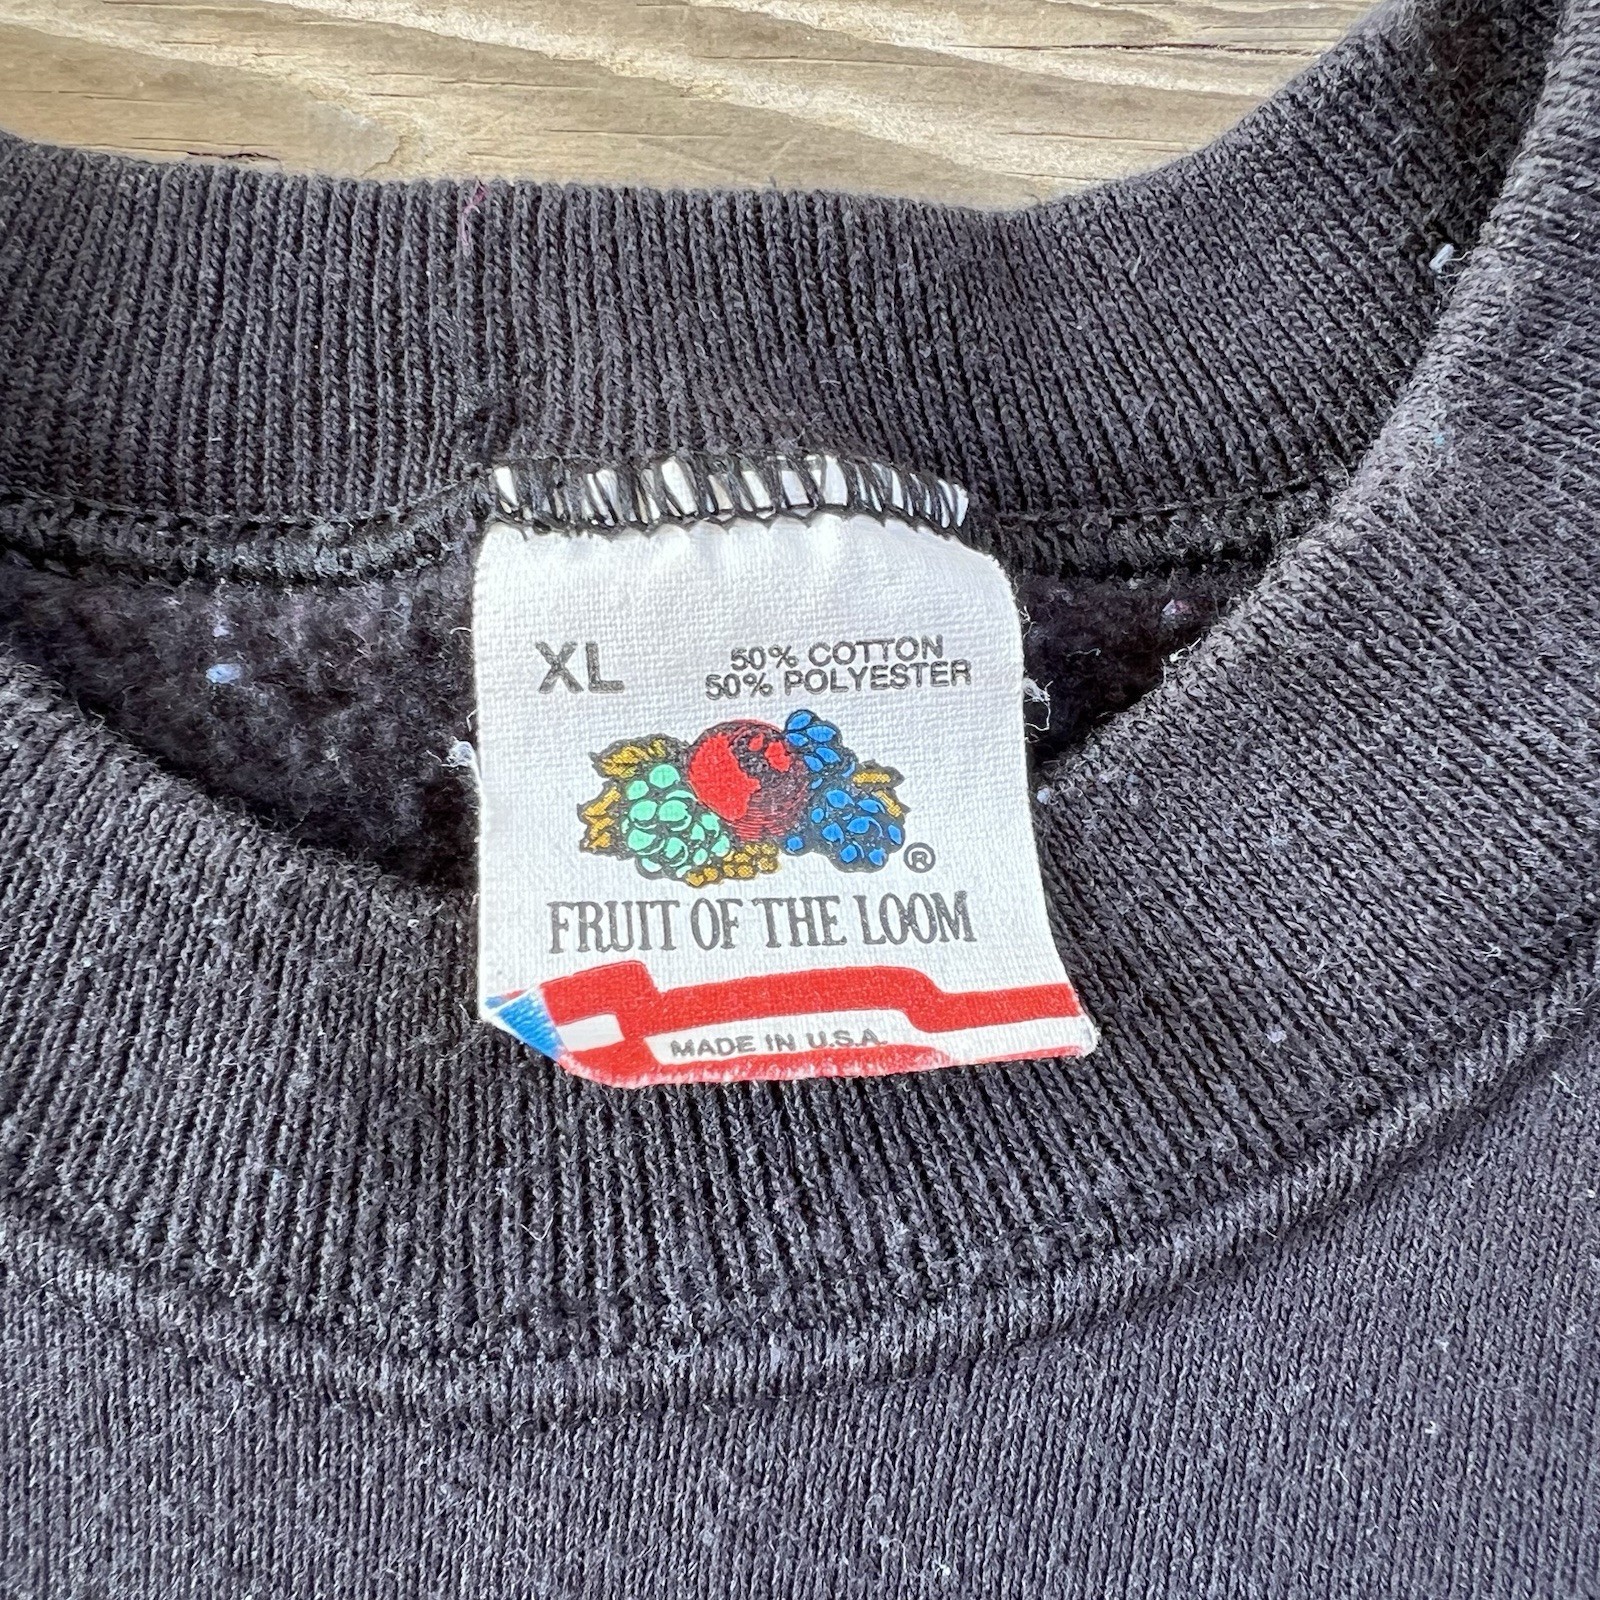 XL
50% COTTON
50% POLYESTER
®
FRUIT OF THE LOOM
MADE IN U.S.A.